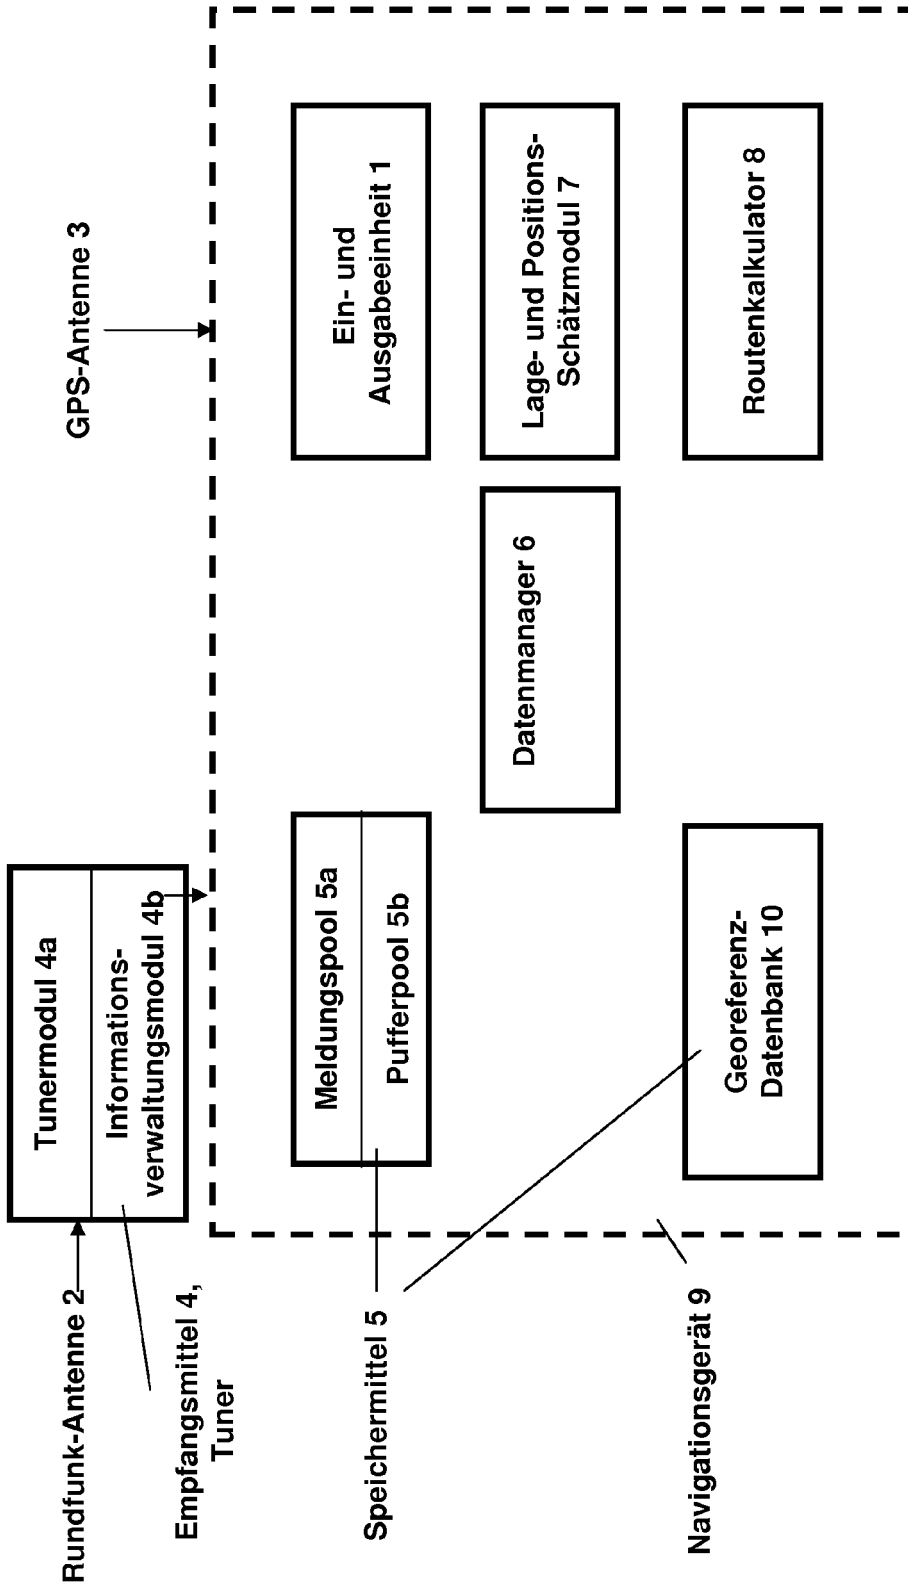 Rundfunk-Antenne 2
Tunermodul 4a
Informations-
verwaltungsmodul 4b
GPS-Antenne 3
Empfangsmittel 4,
Tuner
Meldungspool 5a
Pufferpool 5b
Ein- und
Ausgabeeinheit 1
Speichermittel 5
Datenmanager 6
Lage- und Positions-
Schätzmodul 7
Navigationsgerät 9
Georeferenz-
Datenbank 10
Routenkalkulator 8